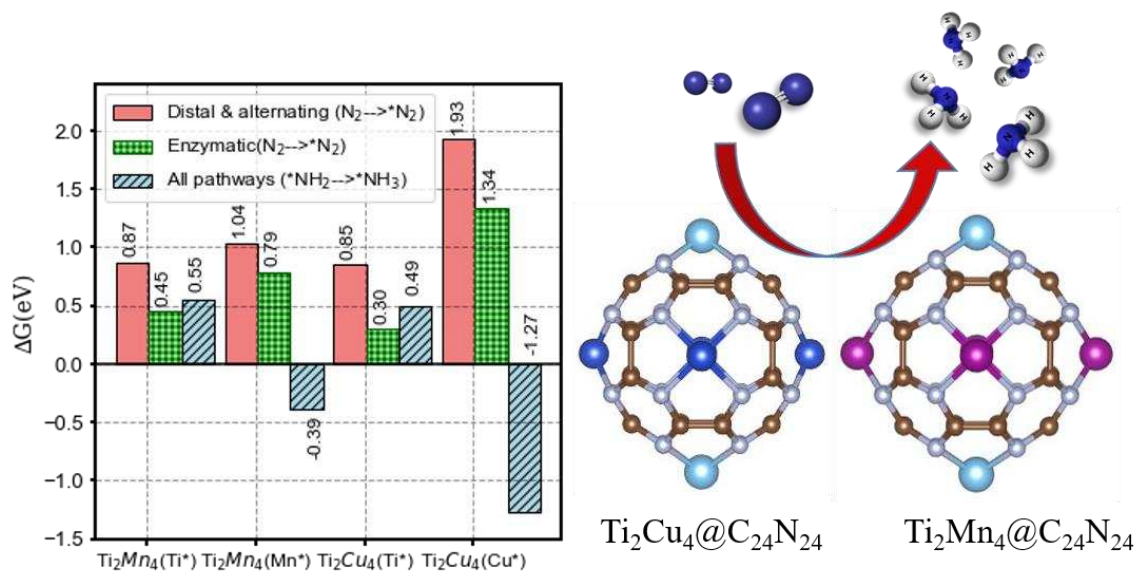 Distal & alternating (N₂-->*N₂)
Enzymatic(N₂-->*N₂)
All pathways (*NH₂-->*NH₃)
ΔG(eV)
2.0
1.5
1.0
0.5
0.0
−0.5
−1.0
−1.5
0.87
0.45
0.55
1.04
0.79
-0.39
0.85
0.30
0.49
1.93
1.34
-1.27
Ti₂Mn₄(Ti*)
Ti₂Mn₄(Mn*)
Ti₂Cu₄(Ti*)
Ti₂Cu₄(Cu*)
Ti₂Cu₄@C₂₄N₂₄
Ti₂Mn₄@C₂₄N₂₄